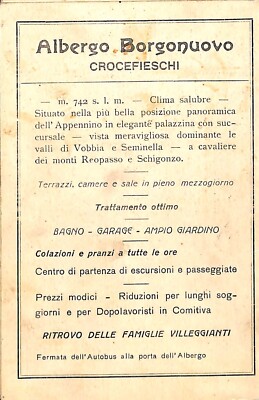 Albergo Borgonuovo
CROCEFIESCHI
— m. 742 s. l. m. — Clima salubre —
Situato nella più bella posizione panoramica
dell'Appennino in elegante palazzina con suc-
cursale - vista meravigliosa dominante le
valli di Vobbia e Seminella — a cavaliere
dei monti Reopasso e Schigonzo.
Terrazzi, camere e sale in pieno mezzogiorno
Trattamento ottimo
BAGNO - GARAGE - AMPIO GIARDINO
Colazioni e pranzi a tutte le ore
Centro di partenza di escursioni e passeggiate
Prezzi modici - Riduzioni per lunghi sog-
giorni e per Dopolavoristi in Comitiva
RITROVO DELLE FAMIGLIE VILLEGGIANTI
Fermata dell'Autobus alla porta dell'Albergo